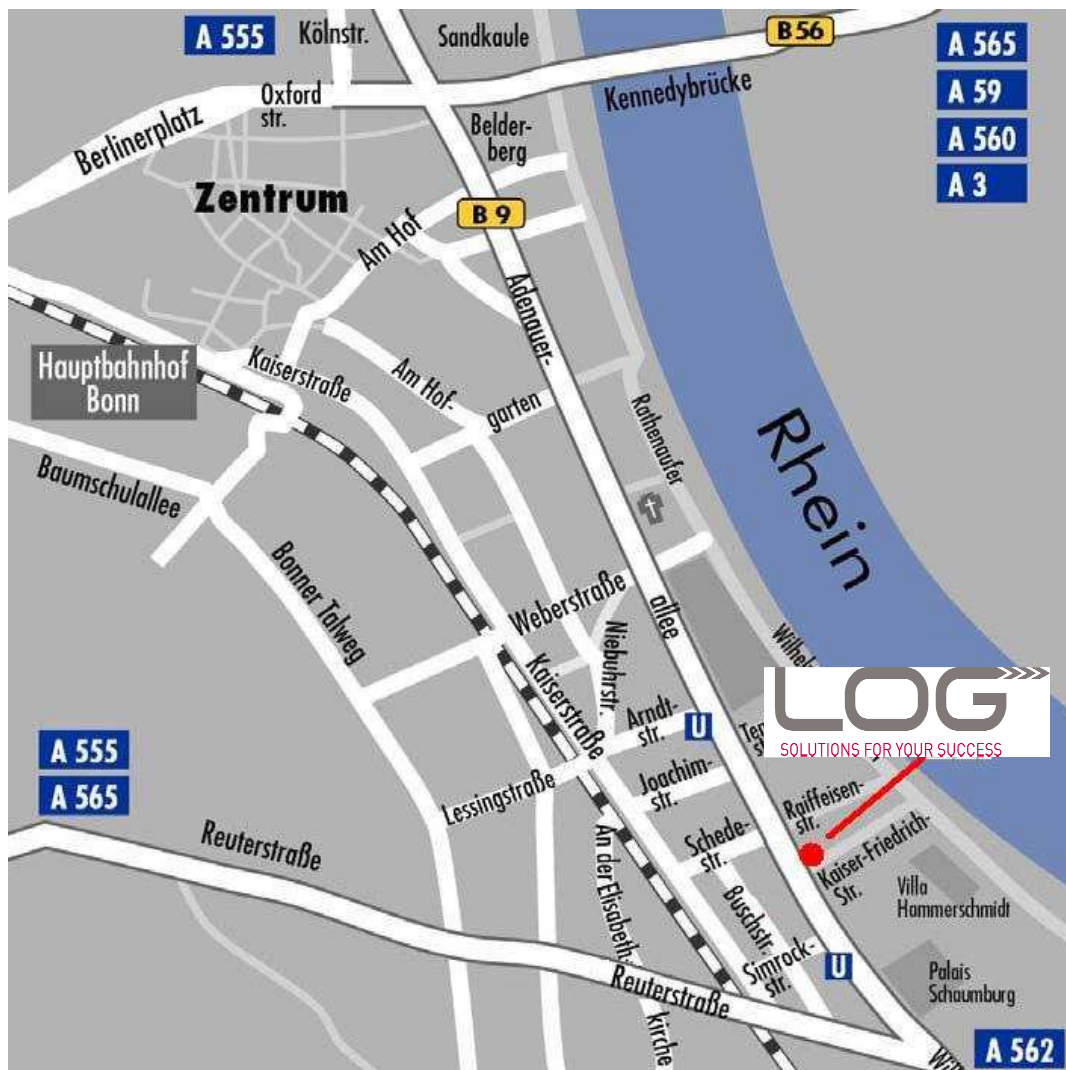 A 555
Kölnstr.
Sandkaule
B 56
A 565
A 59
A 560
A 3
Kennedybrücke
Oxford
str.
Berlinerplatz
Belder-
berg
Zentrum
B 9
Am Hof
Adenauer-
allee
Hauptbahnhof
Bonn
Kaiserstraße
Am Hof-
garten
Rathenaufer
Rhein
Baumschulallee
Bonner Talweg
Weberstraße
Niebuhrstr.
Kaiserstraße
Arndt-
str.
U
LOG
SOLUTIONS FOR YOUR SUCCESS
A 555
A 565
Lessingstraße
Joachim-
str.
Raiffeisen-
str.
Schede-
str.
Kaiser-Friedrich-
Str.
Reuterstraße
An der Elisabeth-
kirche
Buschstr.
Villa
Hammerschmidt
Simrock-
str.
U
Palais
Schaumburg
Reuterstraße
A 562